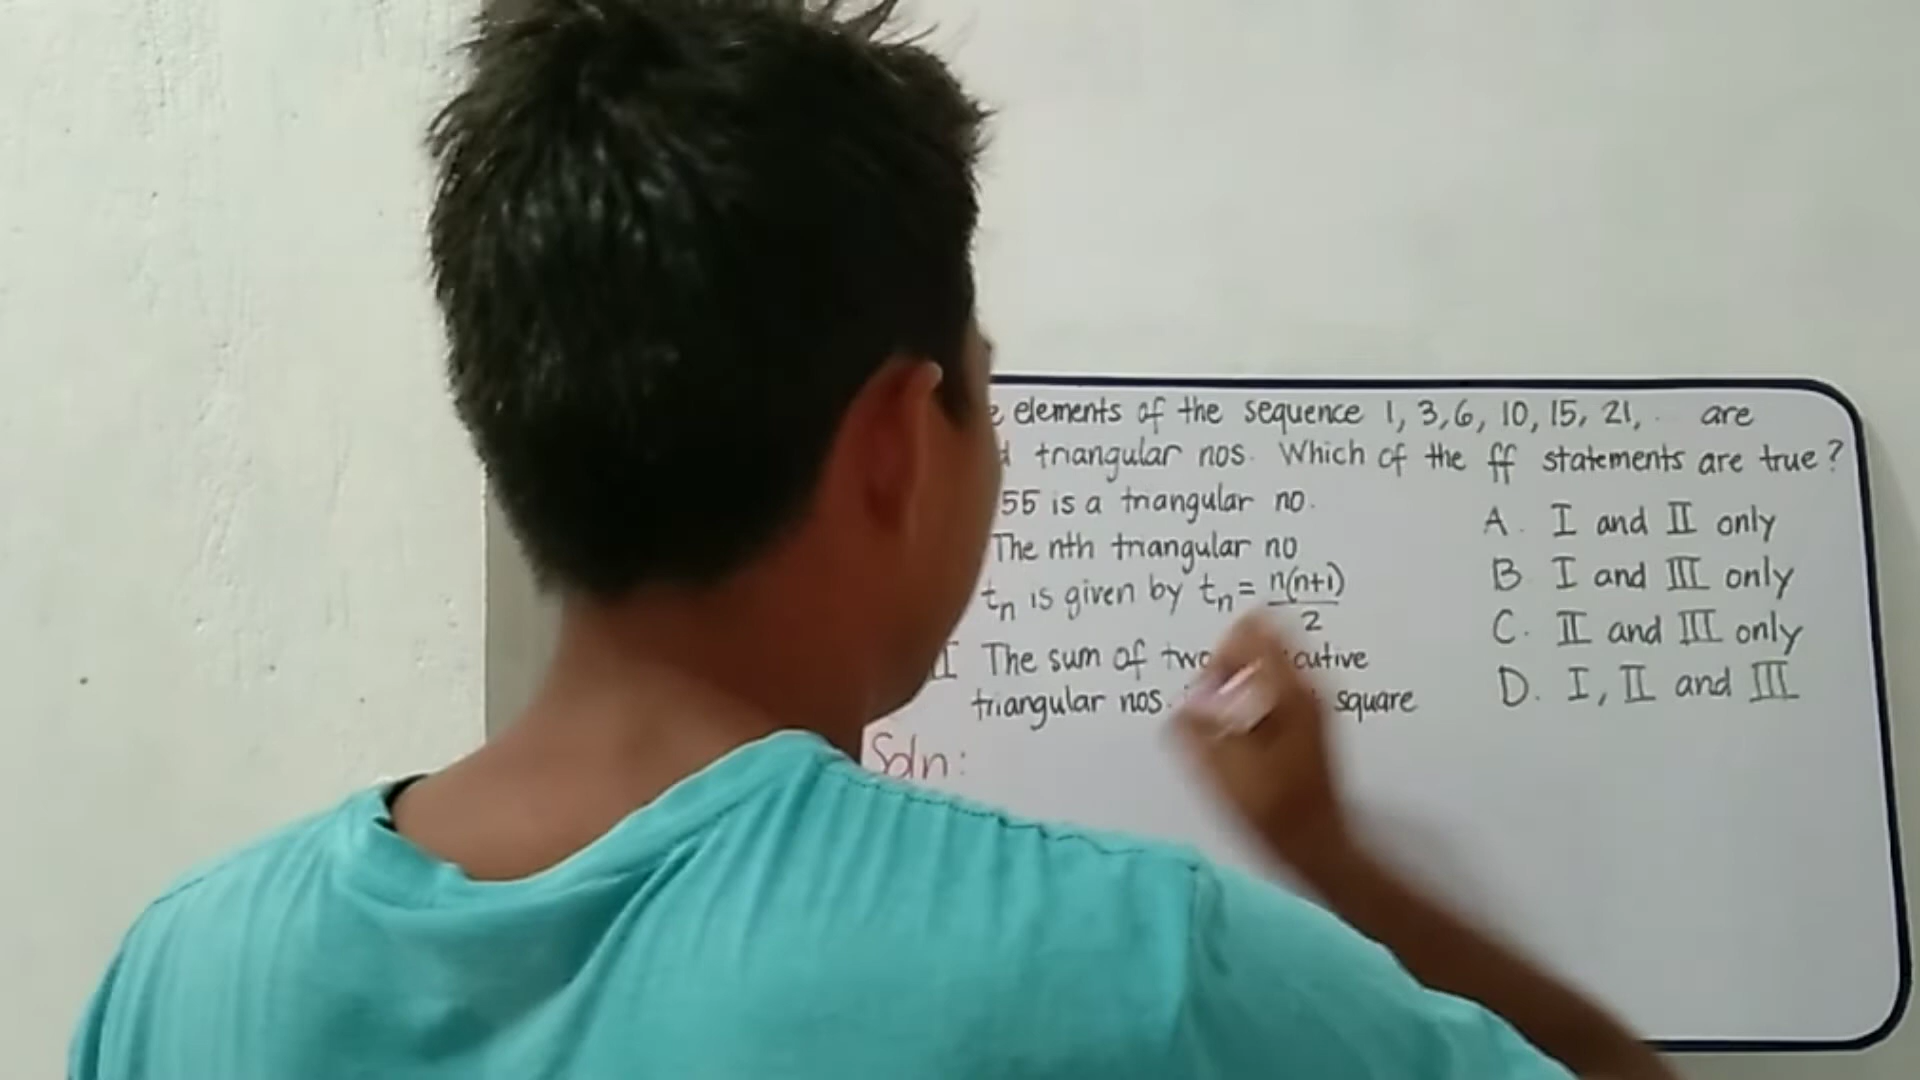 elements of the sequence 1, 3, 6, 10, 15, 21, .. are
triangular nos. Which of the ff statements are true?
55 is a triangular no.
The nth triangular no
tn is given by tn = n(n+1)/2
The sum of two
triangular nos. square
A. I and II only
B I and III only
C. II and III only
D. I, II and III
Soln: